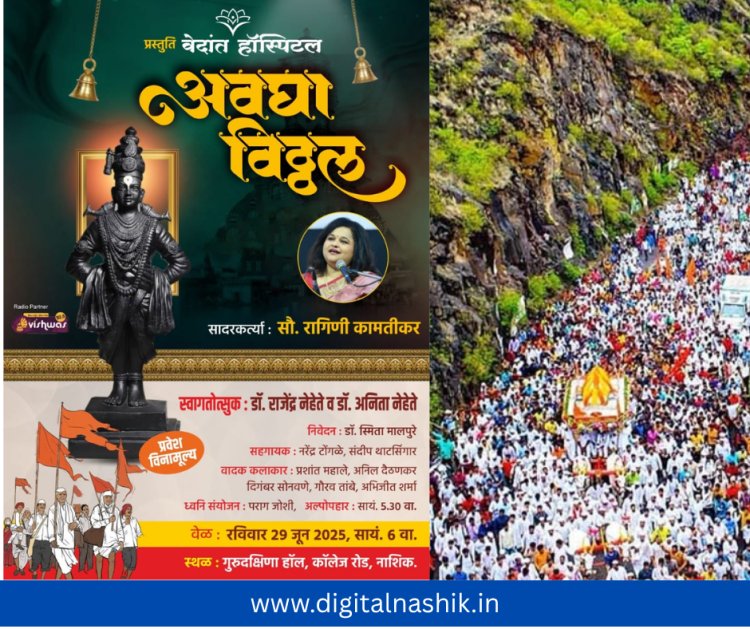 प्रस्तुति वेदांत हॉस्पिटल
अवघा
विठ्ठल
Radio Partner
vishwas
सादरकर्त्या : सौ. रागिणी कामतीकर
स्वागतोत्सुक : डॉ. राजेंद्र नेहेते व डॉ. अनिता नेहेते
प्रवेश
विनामूल्य
निवेदन : डॉ. स्मिता मालपुरे
सहगायक : नरेंद्र टोंगळे, संदीप थाटसिंगार
वादक कलाकार : प्रशांत महाले, अनिल दैठणकर
दिगंबर सोनवणे, गौरव तांबे, अभिजीत शर्मा
ध्वनि संयोजन : पराग जोशी, अल्पोपहार : सायं. 5.30 वा.
वेळ : रविवार 29 जून 2025, सायं. 6 वा.
स्थळ : गुरुदक्षिणा हॉल, कॉलेज रोड, नाशिक.
www.digitalnashik.in